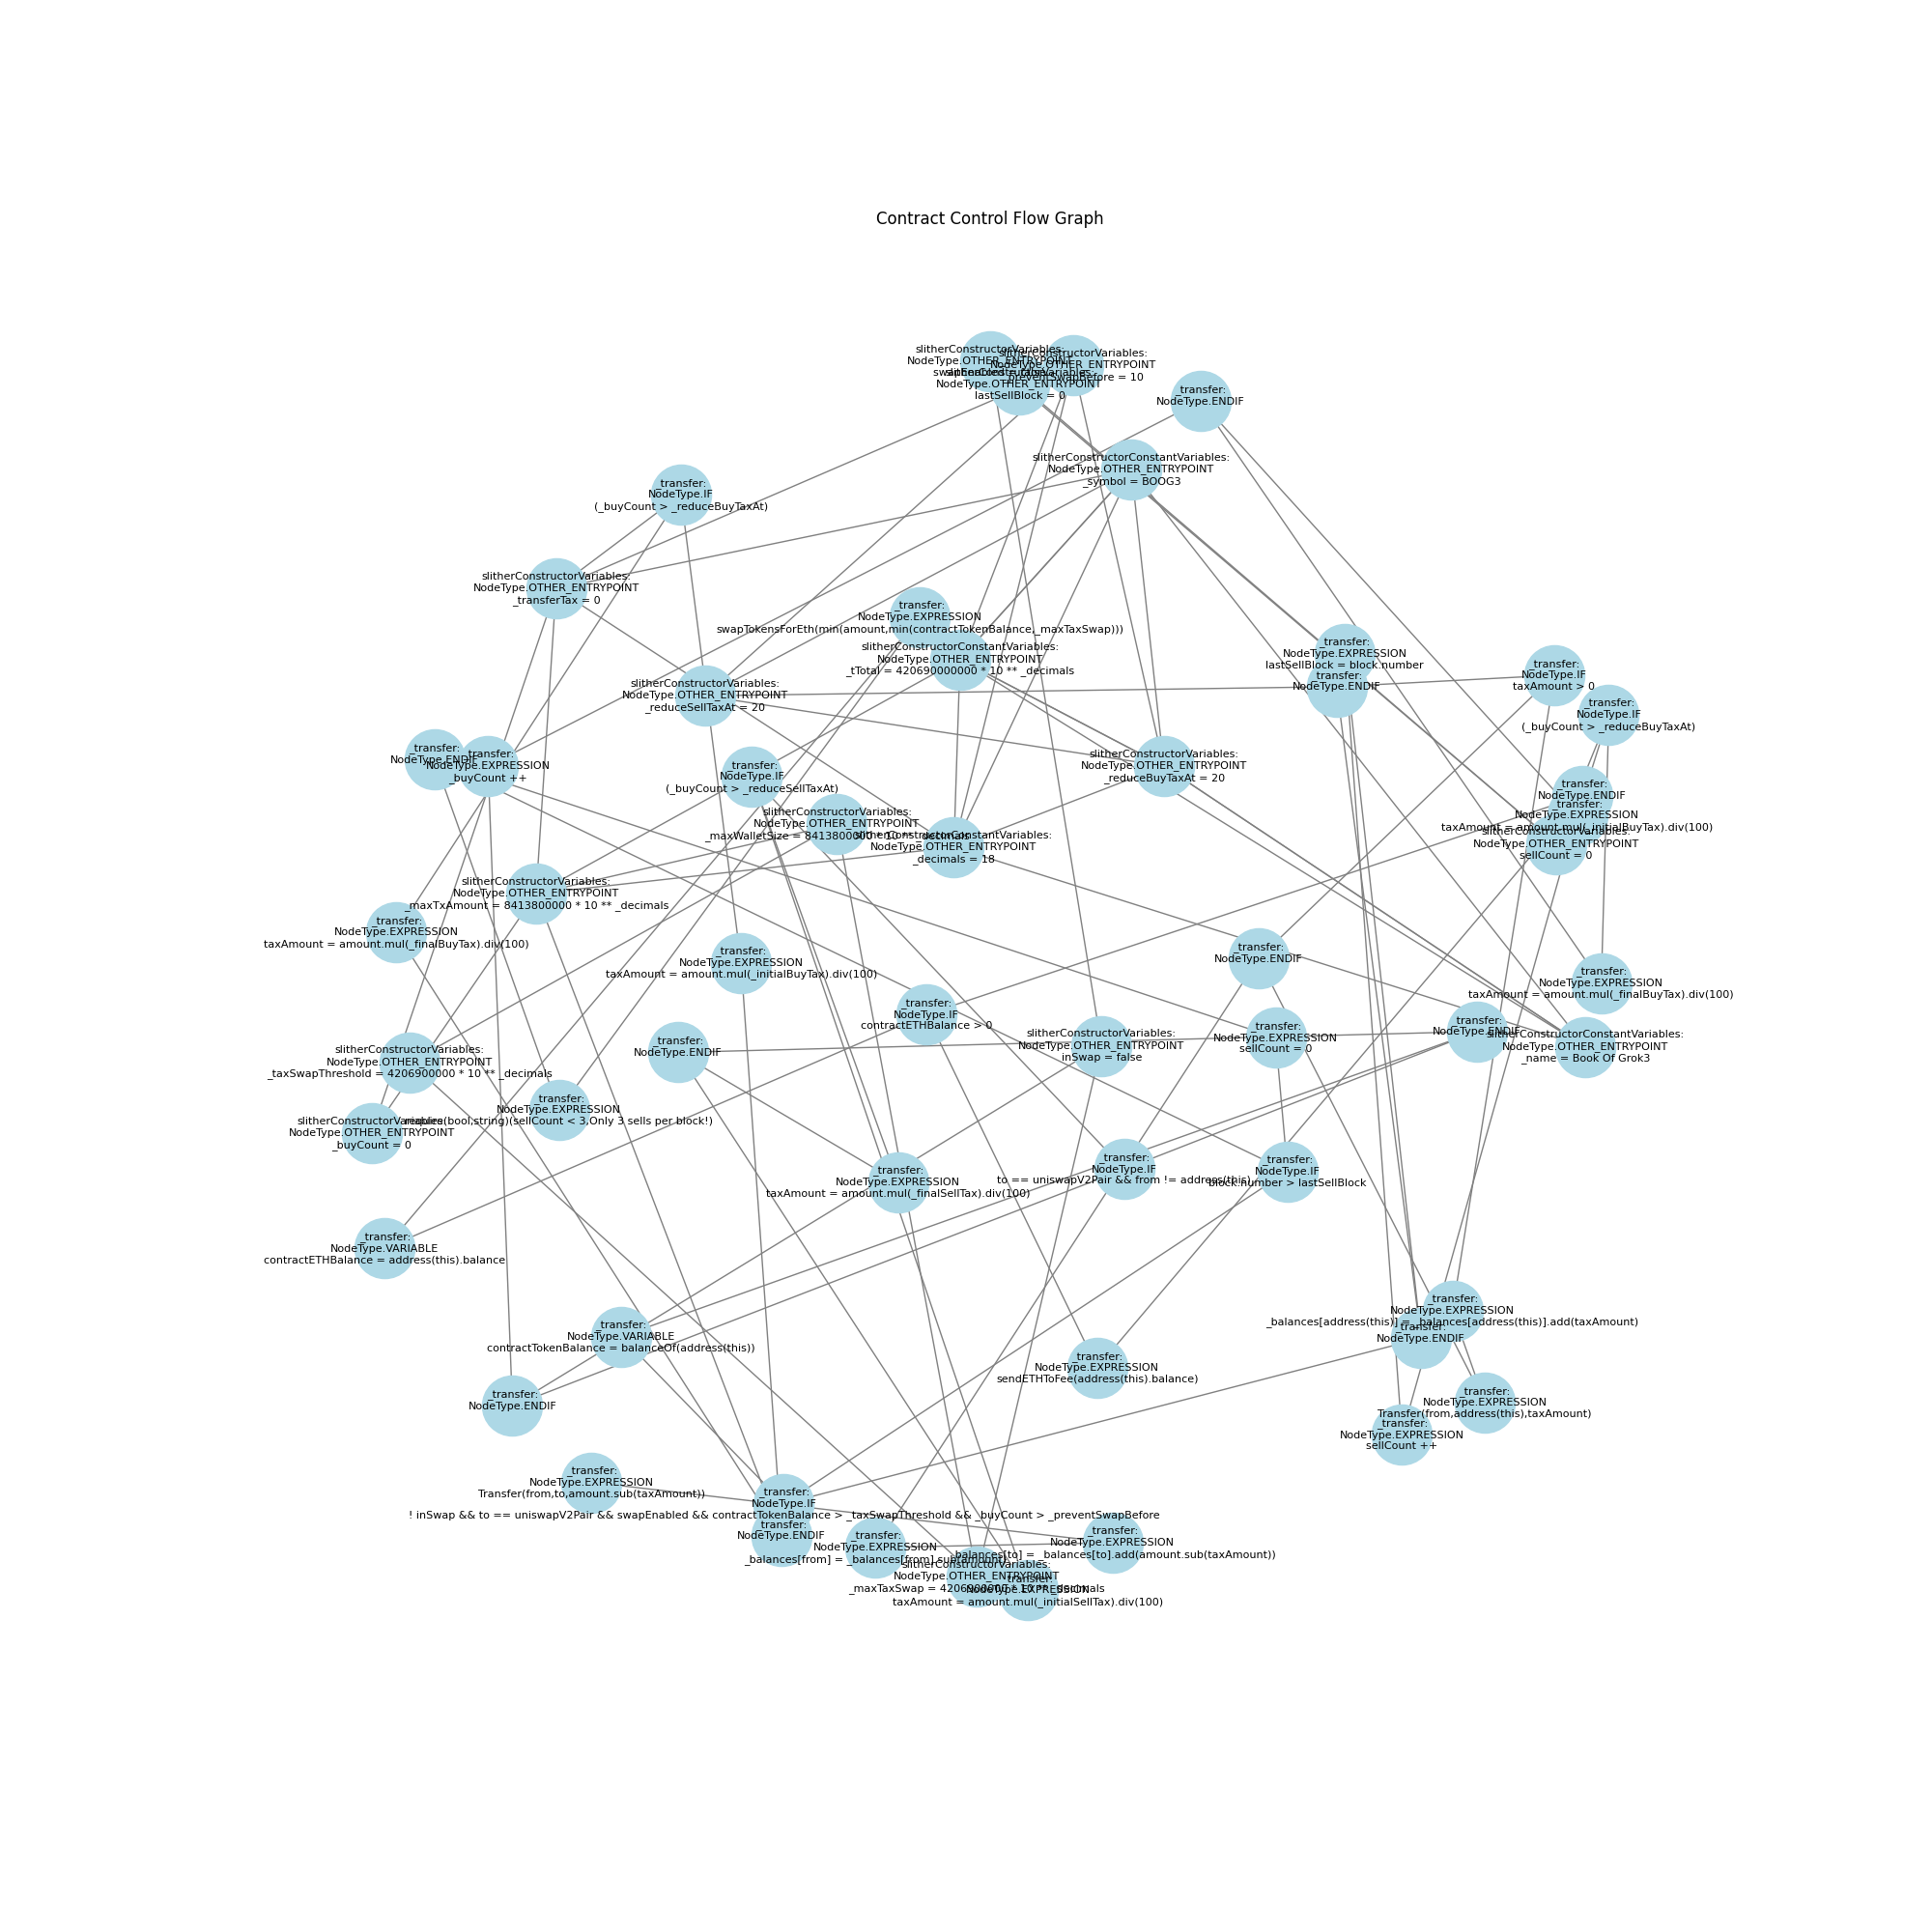 Contract Control Flow Graph
slitherConstructorVariables:
NodeType.OTHER_ENTRYPOINT
slitherConstructorVariables:
NodeType.OTHER_ENTRYPOINT
_preventSwapBefore = 10
slitherConstructorVariables:
NodeType.OTHER_ENTRYPOINT
lastSellBlock = 0
_transfer:
NodeType.ENDIF
slitherConstructorConstantVariables:
NodeType.OTHER_ENTRYPOINT
_symbol = BOOG3
_transfer:
NodeType.IF
(_buyCount > _reduceBuyTaxAt)
slitherConstructorVariables:
NodeType.OTHER_ENTRYPOINT
_transferTax = 0
_transfer:
NodeType.EXPRESSION
swapTokensForEth(min(amount,min(contractTokenBalance,_maxTaxSwap)))
slitherConstructorConstantVariables:
NodeType.OTHER_ENTRYPOINT
_tTotal = 420690000000 * 10 ** _decimals
_transfer:
NodeType.EXPRESSION
lastSellBlock = block.number
_transfer:
NodeType.ENDIF
_transfer:
NodeType.IF
taxAmount > 0
slitherConstructorVariables:
NodeType.OTHER_ENTRYPOINT
_reduceSellTaxAt = 20
_transfer:
NodeType.IF
(_buyCount > _reduceBuyTaxAt)
_transfer:
NodeType.ENDIF
_transfer:
NodeType.EXPRESSION
_buyCount ++
_transfer:
NodeType.IF
(_buyCount > _reduceSellTaxAt)
slitherConstructorVariables:
NodeType.OTHER_ENTRYPOINT
_reduceBuyTaxAt = 20
_transfer:
NodeType.ENDIF
_transfer:
NodeType.EXPRESSION
taxAmount = amount.mul(_initialBuyTax).div(100)
slitherConstructorVariables:
NodeType.OTHER_ENTRYPOINT
sellCount = 0
slitherConstructorVariables:
NodeType.OTHER_ENTRYPOINT
_maxWalletSize = 8413800000 * 10 ** _decimals
slitherConstructorConstantVariables:
NodeType.OTHER_ENTRYPOINT
_decimals = 18
slitherConstructorVariables:
NodeType.OTHER_ENTRYPOINT
_maxTxAmount = 8413800000 * 10 ** _decimals
_transfer:
NodeType.EXPRESSION
taxAmount = amount.mul(_finalBuyTax).div(100)
_transfer:
NodeType.EXPRESSION
taxAmount = amount.mul(_initialBuyTax).div(100)
_transfer:
NodeType.ENDIF
_transfer:
NodeType.EXPRESSION
taxAmount = amount.mul(_finalBuyTax).div(100)
_transfer:
NodeType.IF
contractETHBalance > 0
_transfer:
NodeType.ENDIF
slitherConstructorVariables:
NodeType.OTHER_ENTRYPOINT
inSwap = false
_transfer:
NodeType.EXPRESSION
sellCount = 0
_transfer:
NodeType.ENDIF
slitherConstructorConstantVariables:
NodeType.OTHER_ENTRYPOINT
_name = Book Of Grok3
slitherConstructorVariables:
NodeType.OTHER_ENTRYPOINT
_taxSwapThreshold = 4206900000 * 10 ** _decimals
_transfer:
NodeType.EXPRESSION
require(bool,string)(sellCount < 3,Only 3 sells per block!)
slitherConstructorVariables:
NodeType.OTHER_ENTRYPOINT
_buyCount = 0
_transfer:
NodeType.EXPRESSION
taxAmount = amount.mul(_finalSellTax).div(100)
_transfer:
NodeType.IF
to == uniswapV2Pair && from != address(this)
_transfer:
NodeType.IF
block.number > lastSellBlock
_transfer:
NodeType.VARIABLE
contractETHBalance = address(this).balance
_transfer:
NodeType.VARIABLE
contractTokenBalance = balanceOf(address(this))
_transfer:
NodeType.EXPRESSION
_balances[address(this)] = _balances[address(this)].add(taxAmount)
_transfer:
NodeType.ENDIF
_transfer:
NodeType.EXPRESSION
sendETHToFee(address(this).balance)
_transfer:
NodeType.ENDIF
_transfer:
NodeType.EXPRESSION
Transfer(from,address(this),taxAmount)
_transfer:
NodeType.EXPRESSION
sellCount ++
_transfer:
NodeType.EXPRESSION
Transfer(from,to,amount.sub(taxAmount))
_transfer:
NodeType.IF
! inSwap && to == uniswapV2Pair && swapEnabled && contractTokenBalance > _taxSwapThreshold && _buyCount > _preventSwapBefore
_transfer:
NodeType.ENDIF
_transfer:
NodeType.EXPRESSION
_balances[from] = _balances[from].sub(amount)
_transfer:
NodeType.EXPRESSION
_balances[to] = _balances[to].add(amount.sub(taxAmount))
slitherConstructorVariables:
NodeType.OTHER_ENTRYPOINT
_maxTaxSwap = 4206900000 * 10 ** _decimals
_transfer:
NodeType.EXPRESSION
taxAmount = amount.mul(_initialSellTax).div(100)